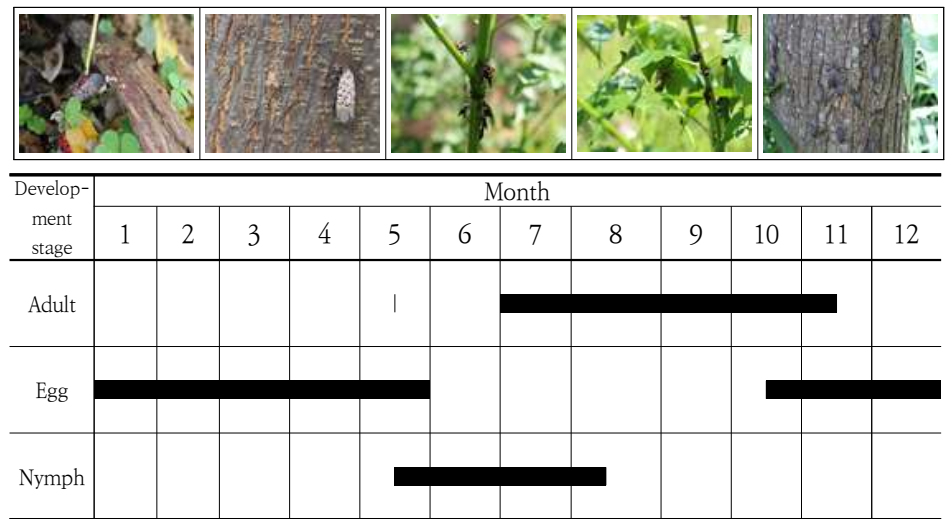 Develop-
ment
stage
Month
1 2 3 4 5 6 7 8 9 10 11 12
Adult
Egg
Nymph